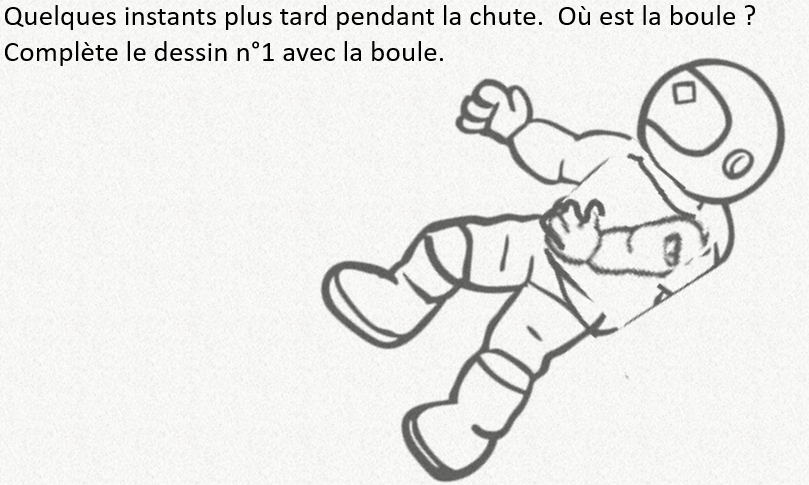 Quelques instants plus tard pendant la chute. Où est la boule ?
Complète le dessin n°1 avec la boule.